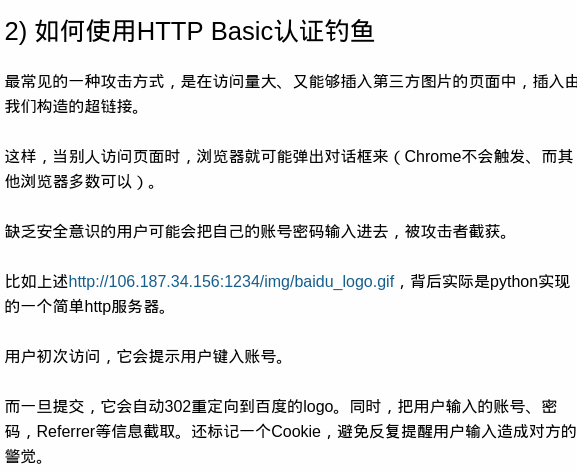 2) 如何使用HTTP Basic认证钓鱼
最常见的一种攻击方式，是在访问量大、又能够插入第三方图片的页面中，插入由
我们构造的超链接。
这样，当别人访问页面时，浏览器就可能弹出对话框来（Chrome不会触发、而其
他浏览器多数可以）。
缺乏安全意识的用户可能会把自己的账号密码输入进去，被攻击者截获。
比如上述http://106.187.34.156:1234/img/baidu_logo.gif，背后实际是python实现
的一个简单http服务器。
用户初次访问，它会提示用户键入账号。
而一旦提交，它会自动302重定向到百度的logo。同时，把用户输入的账号、密
码，Referrer等信息截取。还标记一个Cookie，避免反复提醒用户输入造成对方的
警觉。